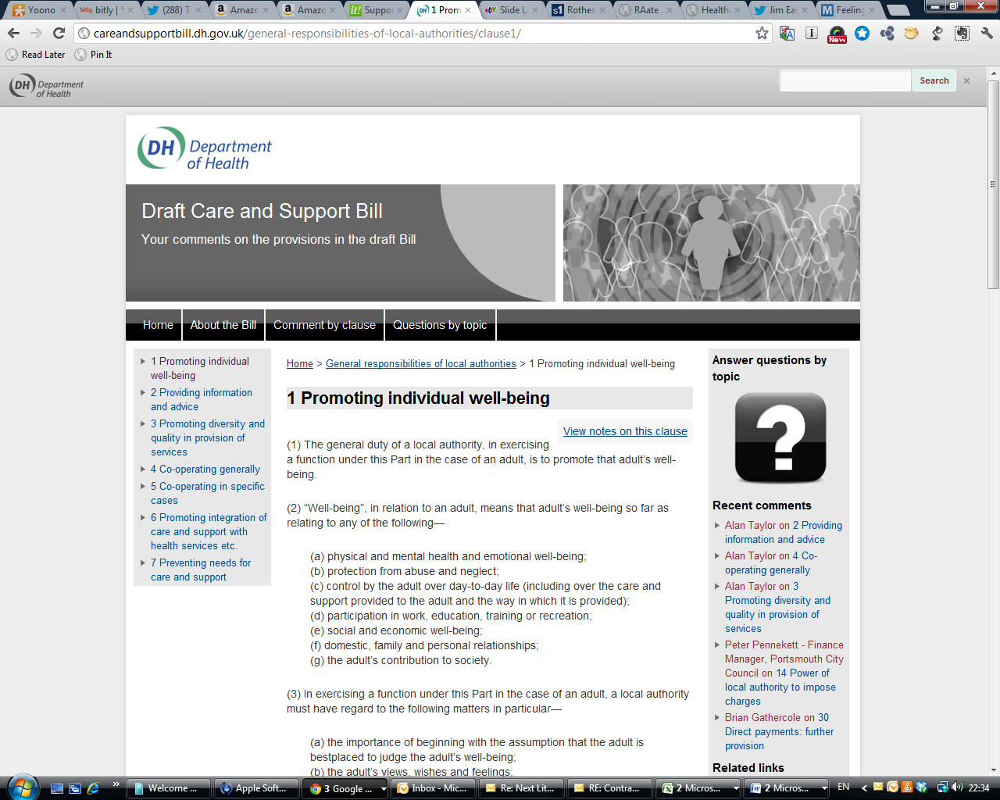 Yoono
bitly |
(288) T
Amazo
Amazo
Suppo
1 Prom
Slide L
Rothes
RAate
Health
Jim Eas
Feeling
careandsupportbill.dh.gov.uk/general-responsibilities-of-local-authorities/clause1/
New
Read Later
Pin It
DH Department
of Health
Search
DH Department
of Health
Draft Care and Support Bill
Your comments on the provisions in the draft Bill
Home
About the Bill
Comment by clause
Questions by topic
1 Promoting individual
well-being
2 Providing information
and advice
3 Promoting diversity and
quality in provision of
services
4 Co-operating generally
5 Co-operating in specific
cases
6 Promoting integration of
care and support with
health services etc.
7 Preventing needs for
care and support
Home > General responsibilities of local authorities > 1 Promoting individual well-being
1 Promoting individual well-being
View notes on this clause
(1) The general duty of a local authority, in exercising
a function under this Part in the case of an adult, is to promote that adult's well-
being.
(2) “Well-being”, in relation to an adult, means that adult's well-being so far as
relating to any of the following—
(a) physical and mental health and emotional well-being;
(b) protection from abuse and neglect;
(c) control by the adult over day-to-day life (including over the care and
support provided to the adult and the way in which it is provided);
(d) participation in work, education, training or recreation;
(e) social and economic well-being;
(f) domestic, family and personal relationships;
(g) the adult's contribution to society.
(3) In exercising a function under this Part in the case of an adult, a local authority
must have regard to the following matters in particular—
(a) the importance of beginning with the assumption that the adult is
bestplaced to judge the adult's well-being;
(b) the adult's views, wishes and feelings;
Answer questions by
topic
?
Recent comments
Alan Taylor on 2 Providing
information and advice
Alan Taylor on 4 Co-
operating generally
Alan Taylor on 3
Promoting diversity and
quality in provision of
services
Peter Pennekett - Finance
Manager, Portsmouth City
Council on 14 Power of
local authority to impose
charges
Brian Gathercole on 30
Direct payments: further
provision
Related links
Welcome ...
Apple Soft...
3 Google ...
Inbox - Mic...
Re: Next Lit...
RE: Contra...
2 Micros...
2 Micros...
EN
22:34